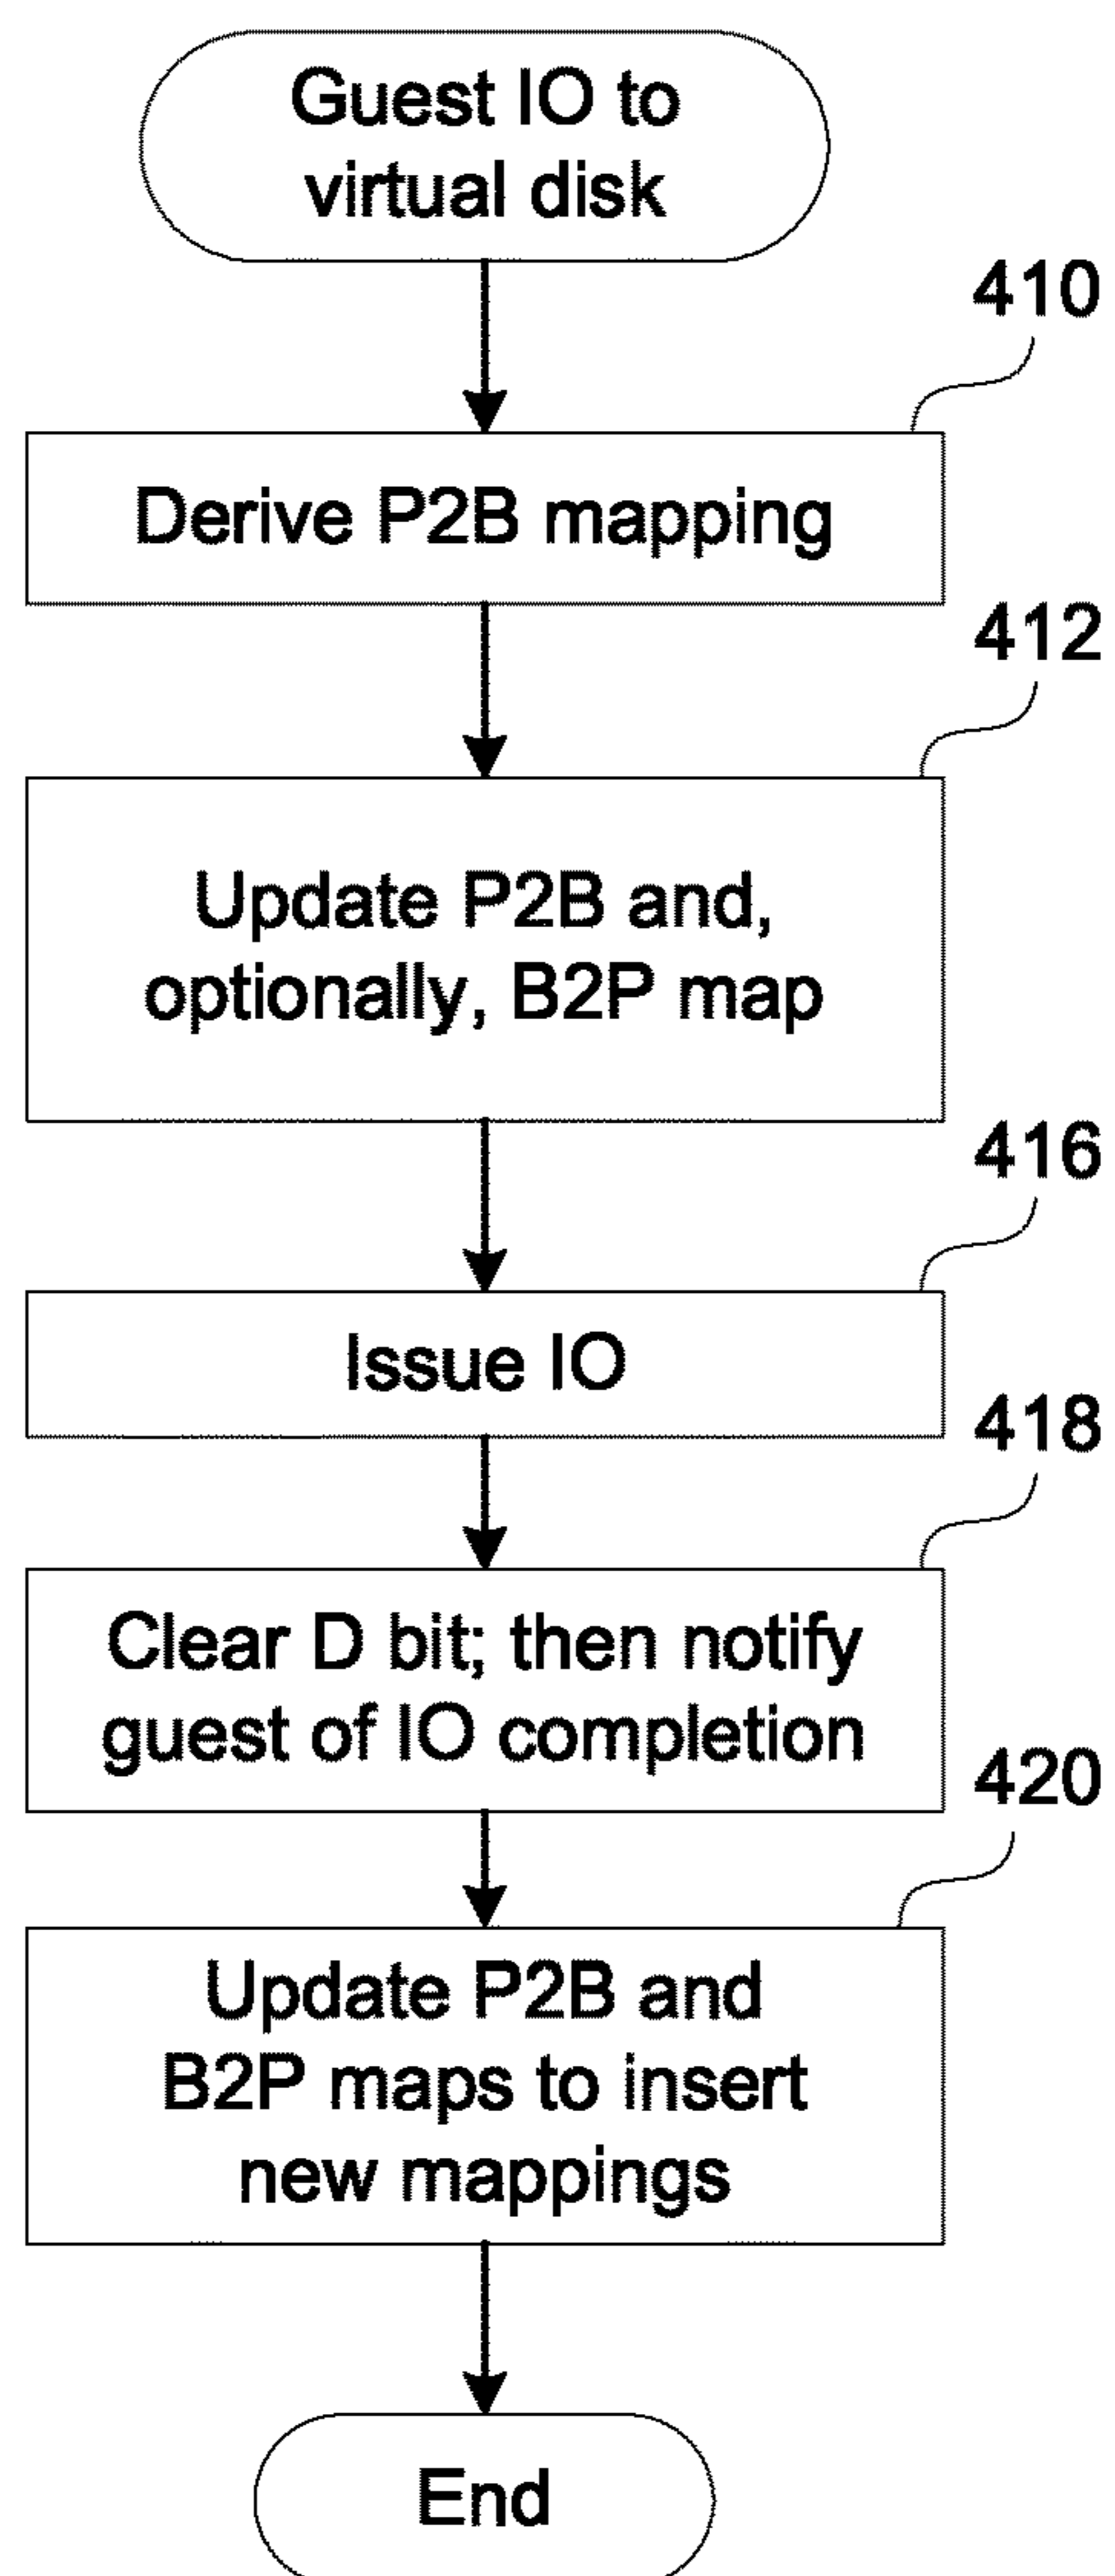 Guest IO to
virtual disk
410
Derive P2B mapping
412
Update P2B and,
optionally, B2P map
416
Issue IO
418
Clear D bit; then notify
guest of IO completion
420
Update P2B and
B2P maps to insert
new mappings
End